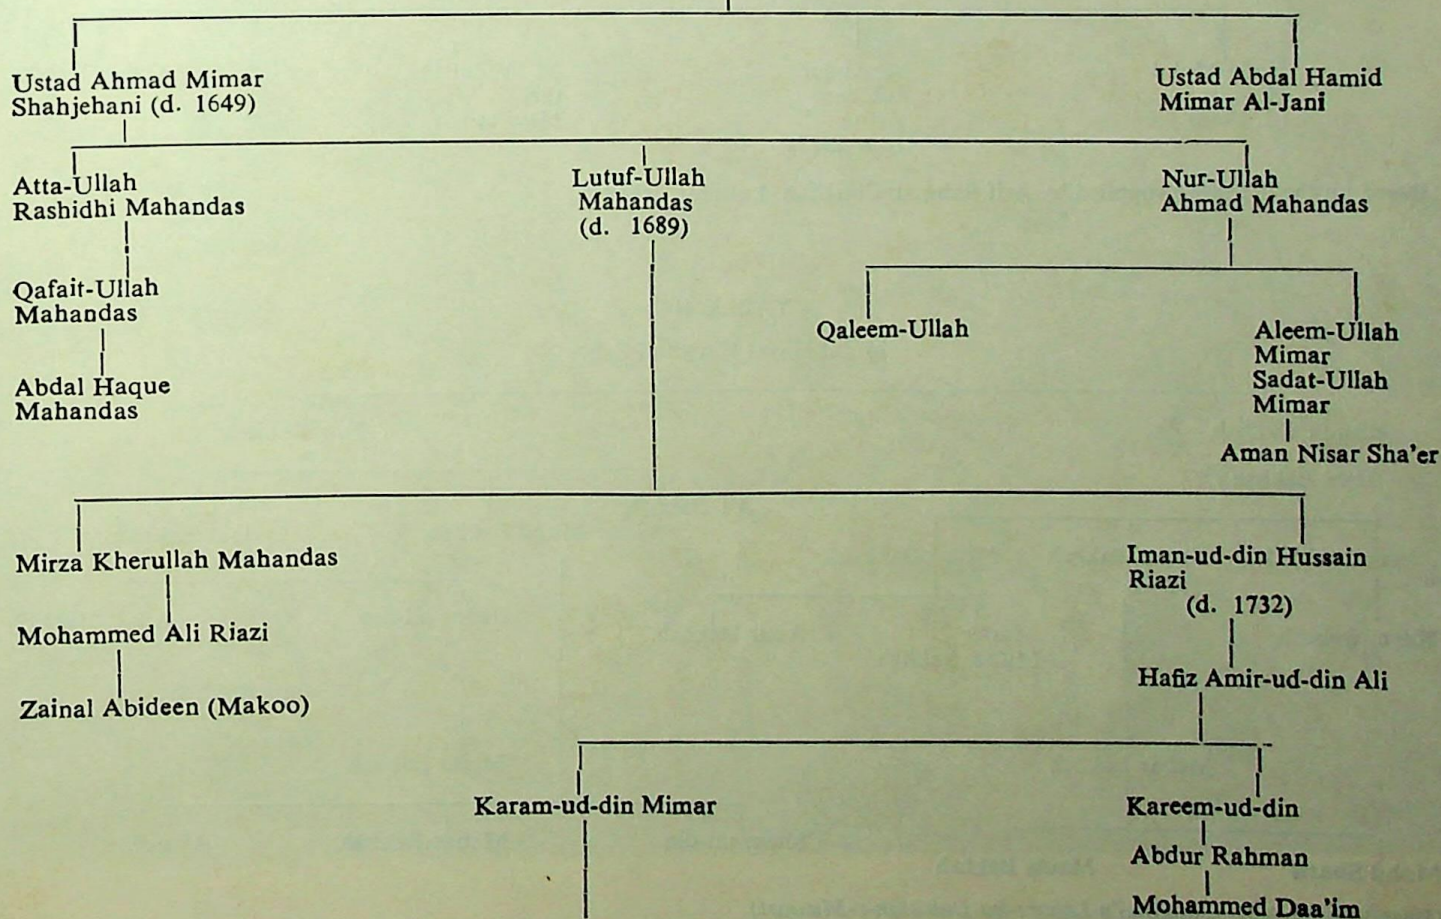 Ustad Ahmad Mimar
Shahjehani (d. 1649)
Ustad Abdal Hamid
Mimar Al-Jani
Atta-Ullah
Rashidhi Mahandas
Lutuf-Ullah
Mahandas
(d. 1689)
Nur-Ullah
Ahmad Mahandas
Qafait-Ullah
Mahandas
Abdal Haque
Mahandas
Qaleem-Ullah
Aleem-Ullah
Mimar
Sadat-Ullah
Mimar
Aman Nisar Sha'er
Mirza Kherullah Mahandas
Mohammed Ali Riazi
Zainal Abideen (Makoo)
Iman-ud-din Hussain
Riazi
(d. 1732)
Hafiz Amir-ud-din Ali
Karam-ud-din Mimar
Kareem-ud-din
Abdur Rahman
Mohammed Daa'im